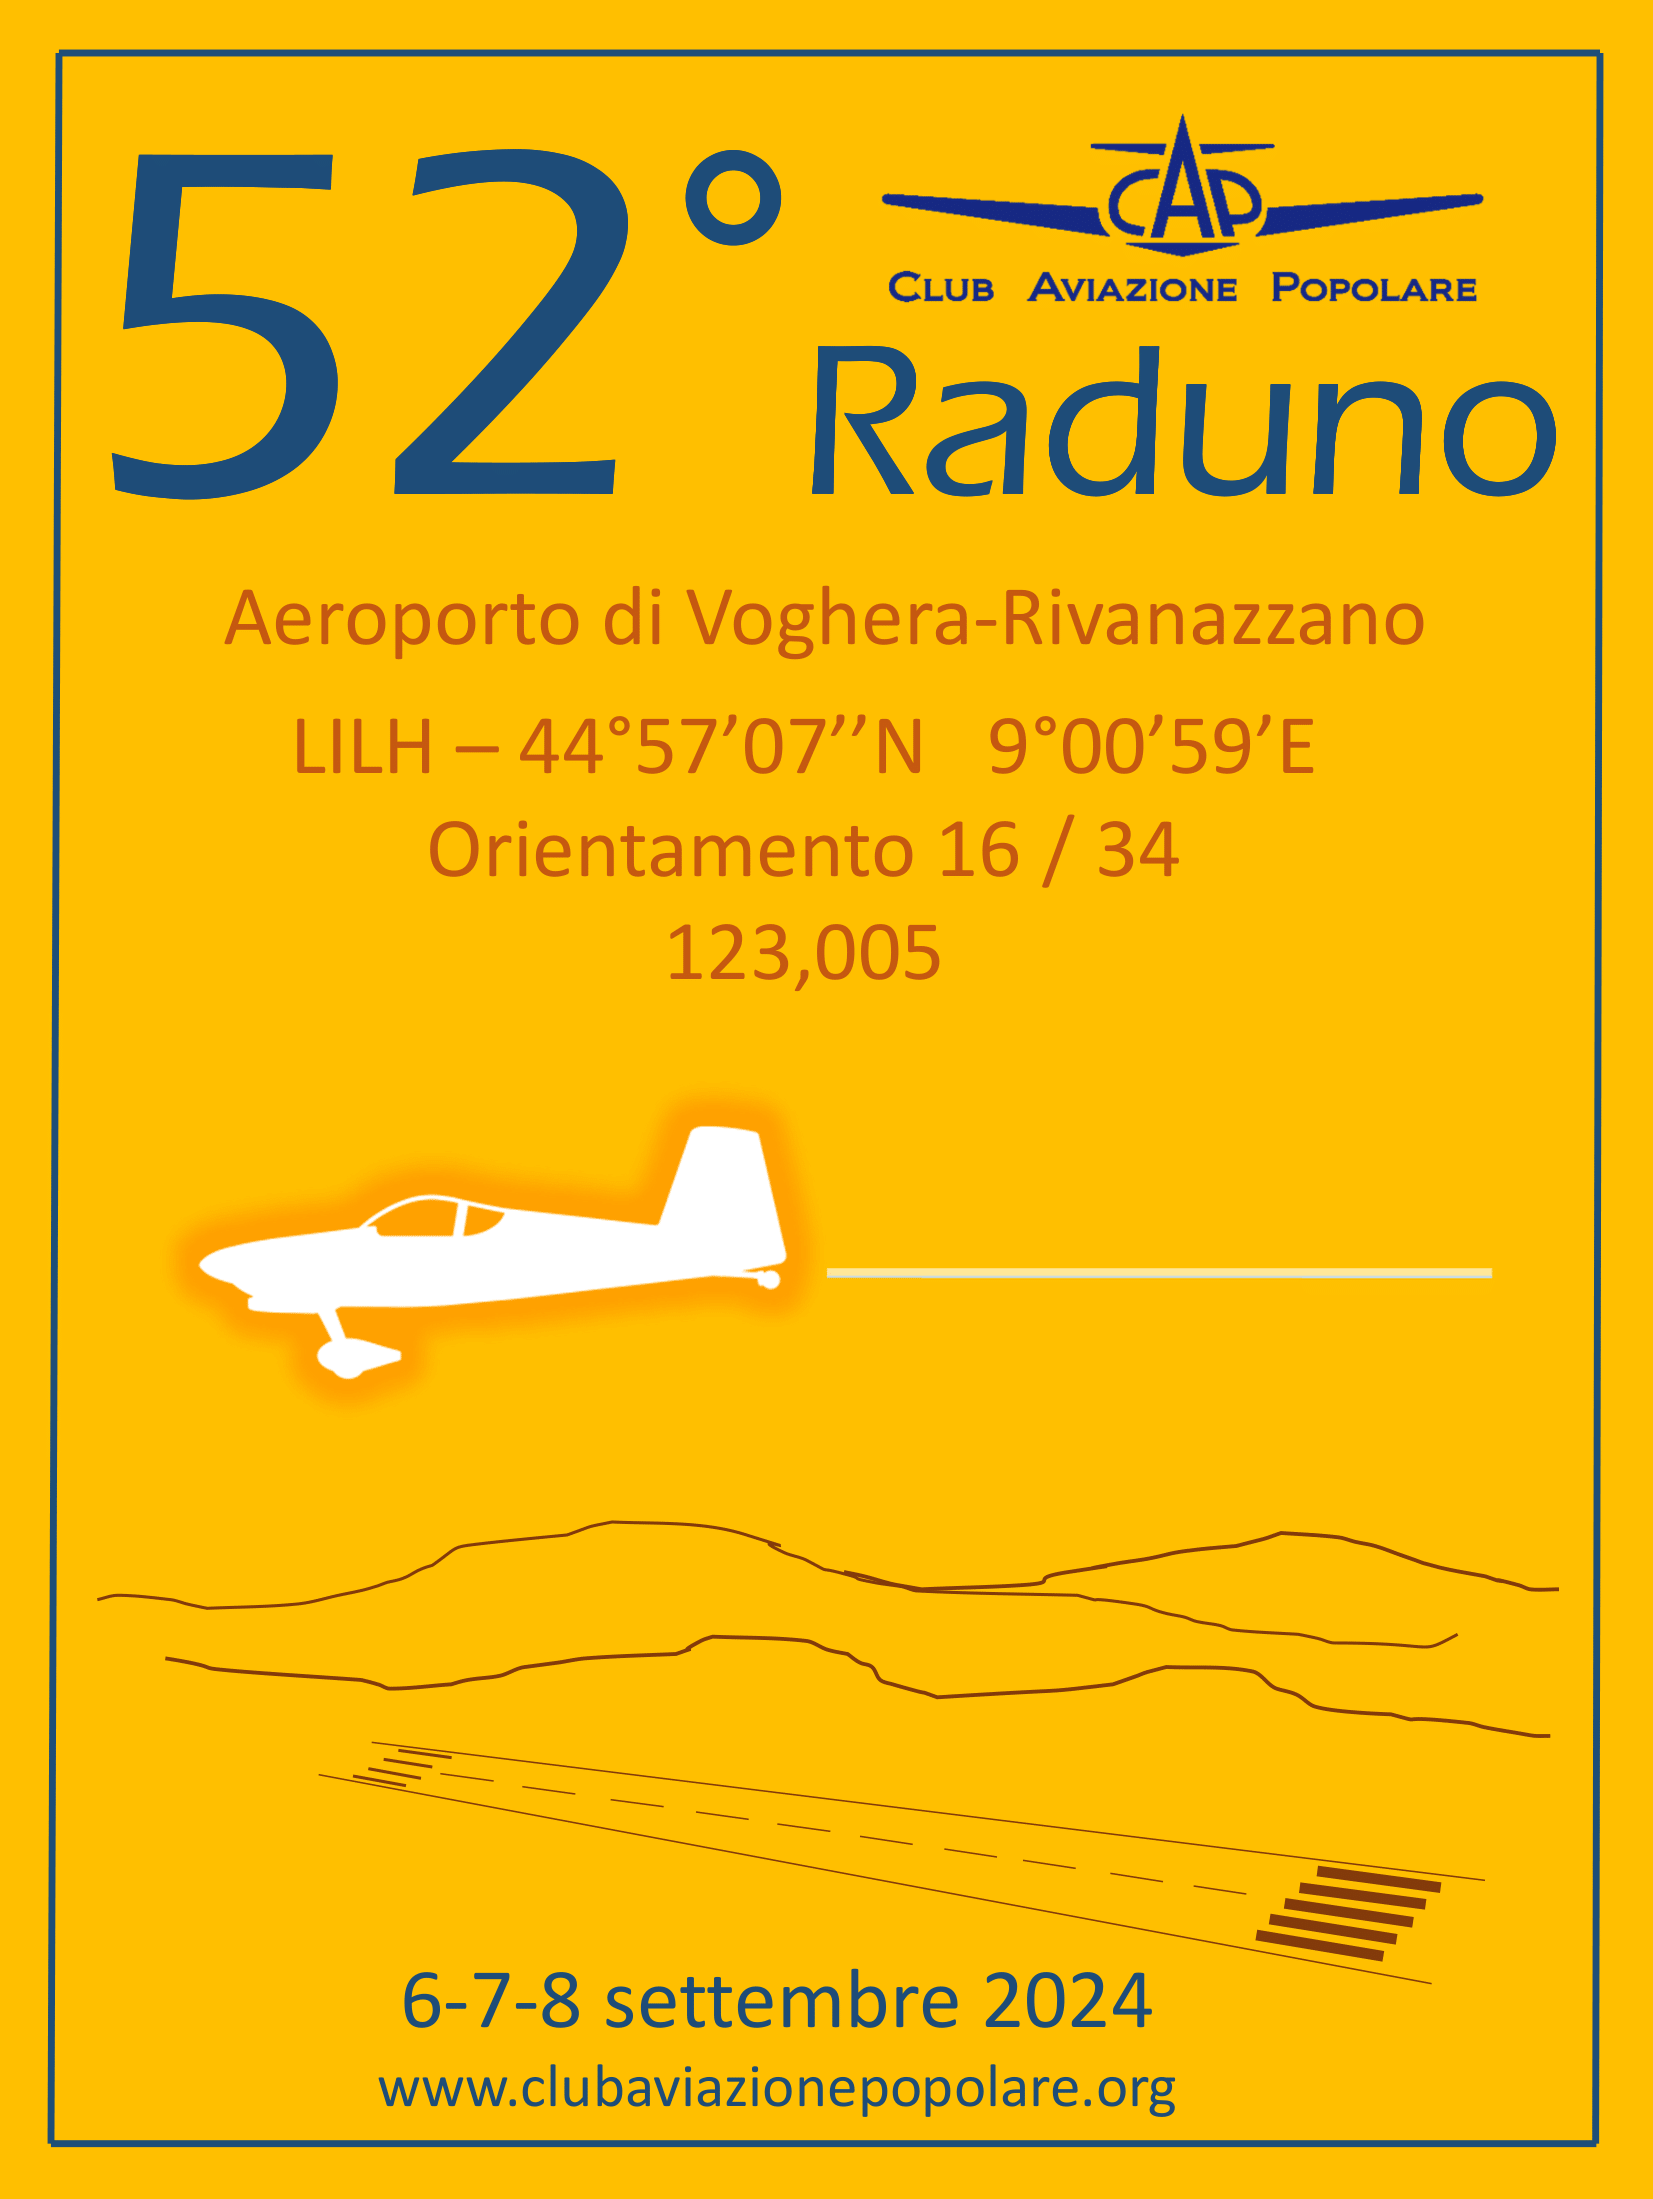 52°
CAP
Club Aviazione Popolare
Raduno
Aeroporto di Voghera-Rivanazzano
LILH – 44°57’07’’N 9°00’59’E
Orientamento 16 / 34
123,005
6-7-8 settembre 2024
www.clubaviazionepopolare.org